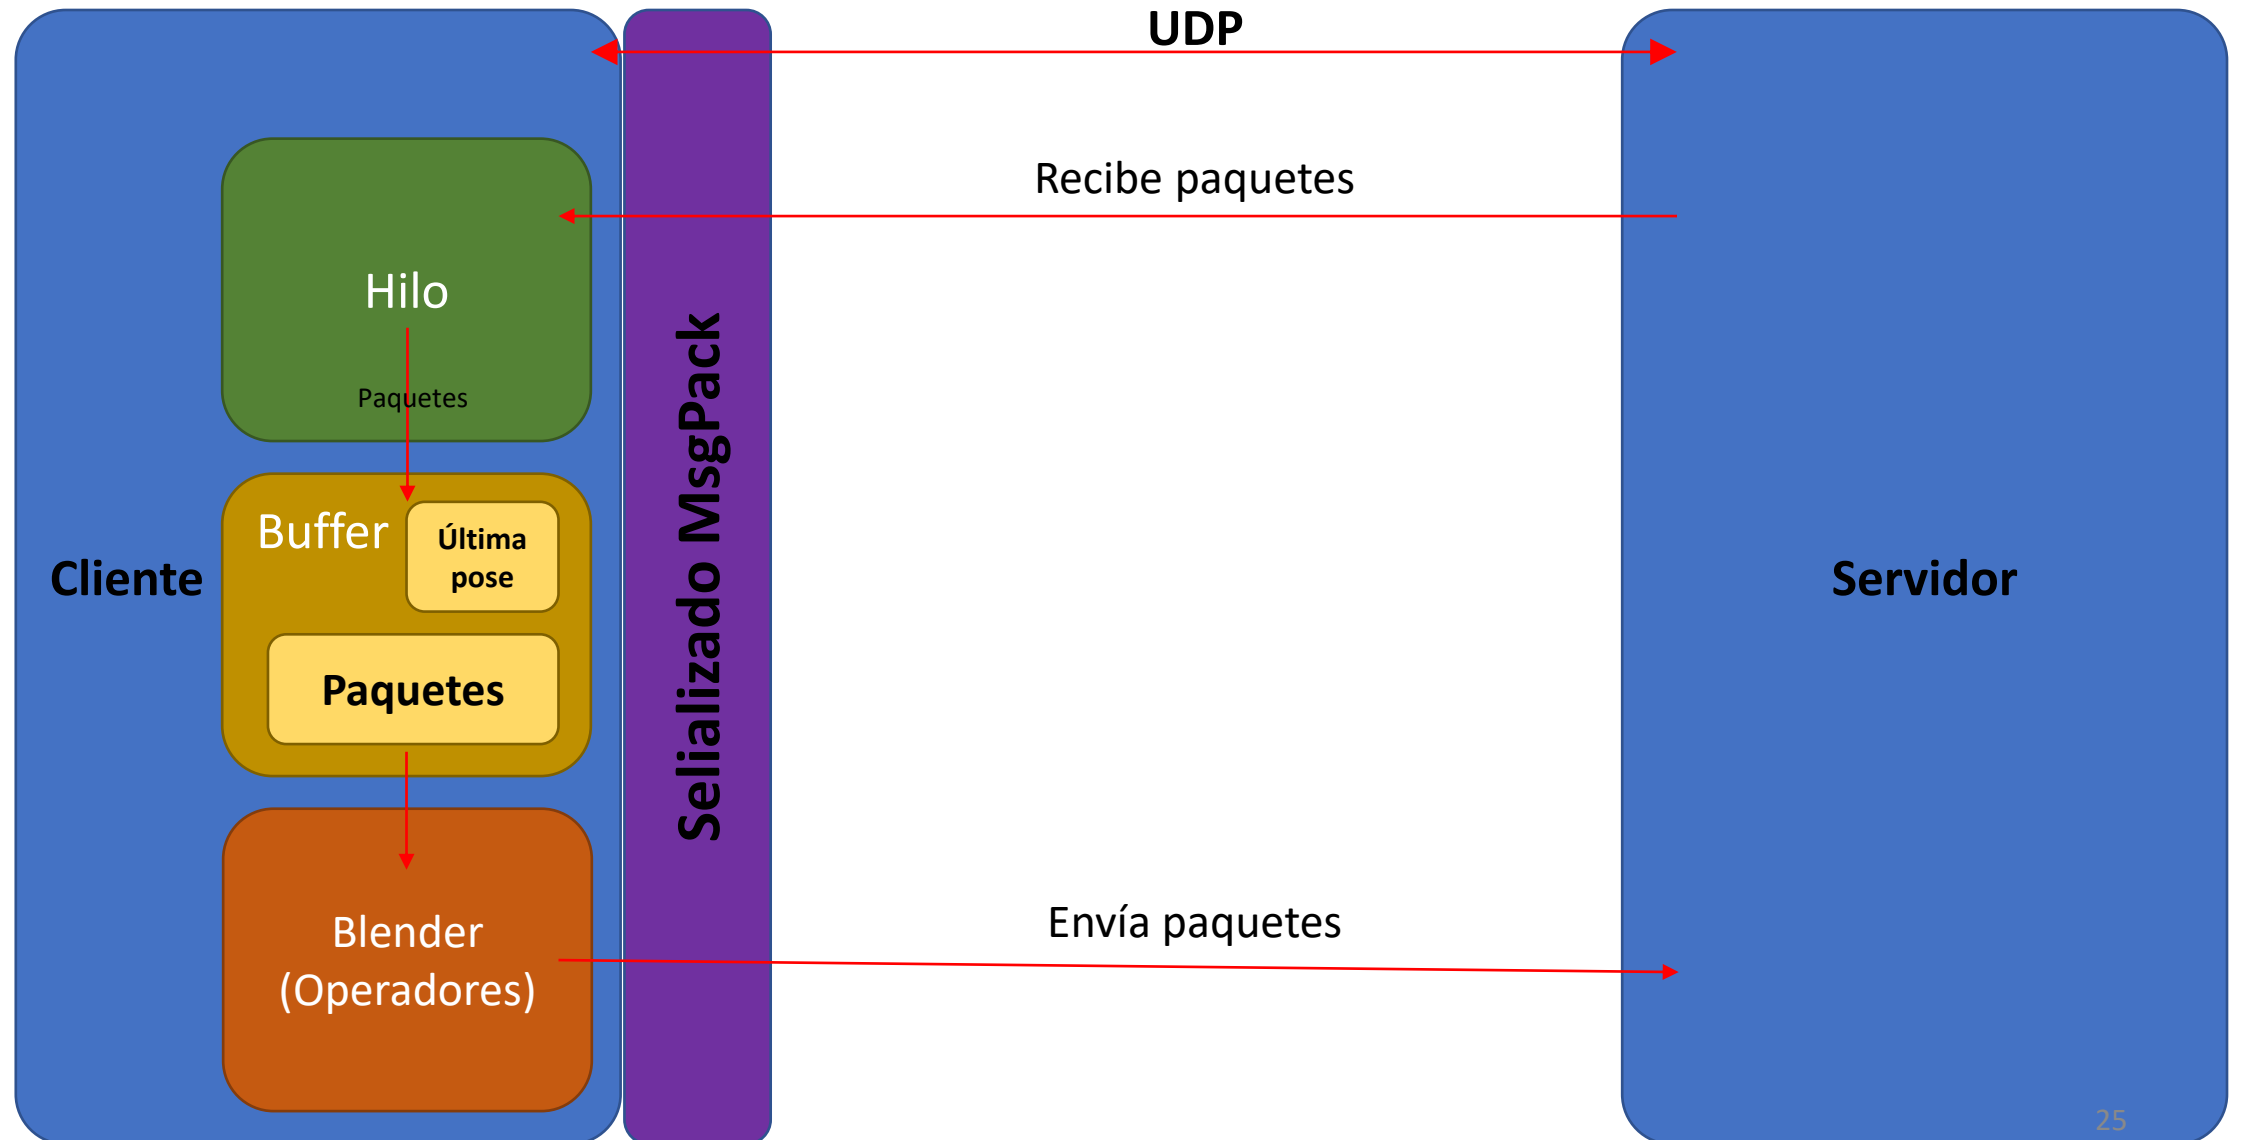 UDP
Recibe paquetes
Hilo
Paquetes
Buffer
Última
pose
Cliente
Paquetes
Selializado MsgPack
Servidor
Blender
(Operadores)
Envía paquetes
25